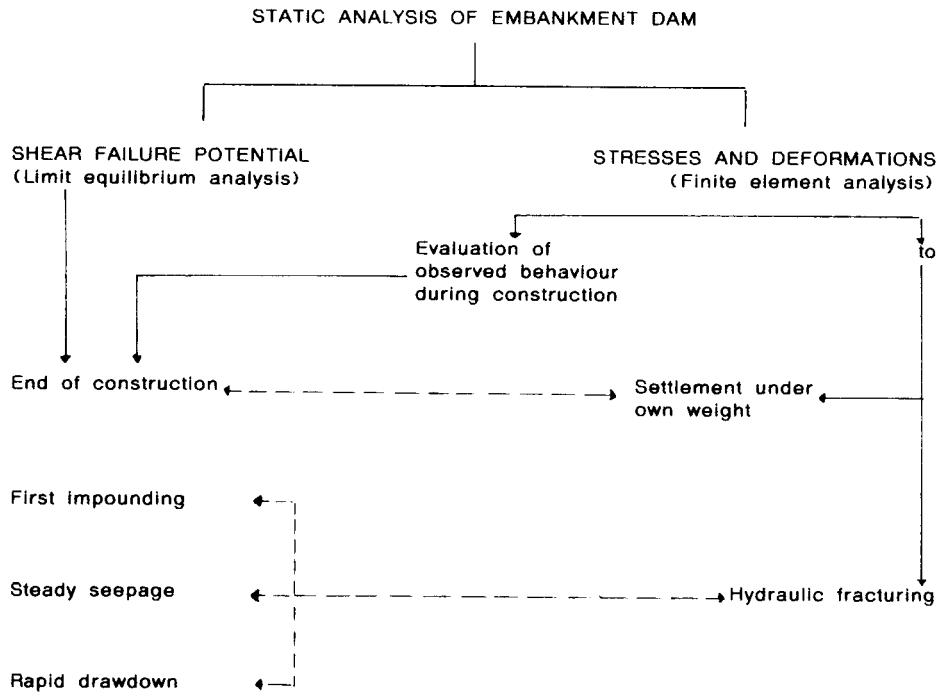 STATIC ANALYSIS OF EMBANKMENT DAM
SHEAR FAILURE POTENTIAL
(Limit equilibrium analysis)
STRESSES AND DEFORMATIONS
(Finite element analysis)
Evaluation of
observed behaviour
during construction
to
End of construction
Settlement under
own weight
First impounding
Steady seepage
Hydraulic fracturing
Rapid drawdown